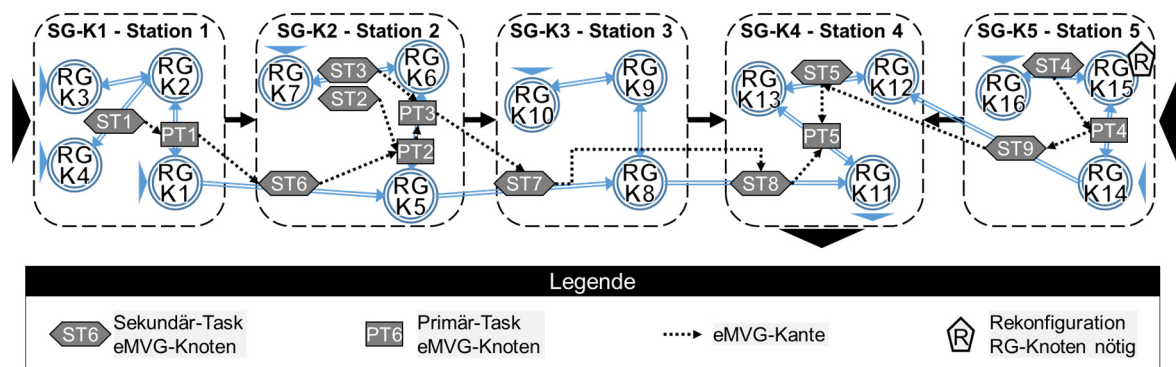 SG-K1 - Station 1
RG
K3
RG
K2
ST1
PT1
RG
K4
RG
K1
SG-K2 - Station 2
RG
K7
ST3
ST2
RG
K6
PT3
PT2
ST6
RG
K5
SG-K3 - Station 3
RG
K10
RG
K9
ST7
RG
K8
SG-K4 - Station 4
RG
K13
ST5
RG
K12
PT5
ST8
RG
K11
SG-K5 - Station 5
RG
K16
ST4
RG
K15
R
PT4
ST9
RG
K14
Legende
ST6
Sekundär-Task
eMVG-Knoten
PT6
Primär-Task
eMVG-Knoten
eMVG-Kante
R
Rekonfiguration
RG-Knoten nötig